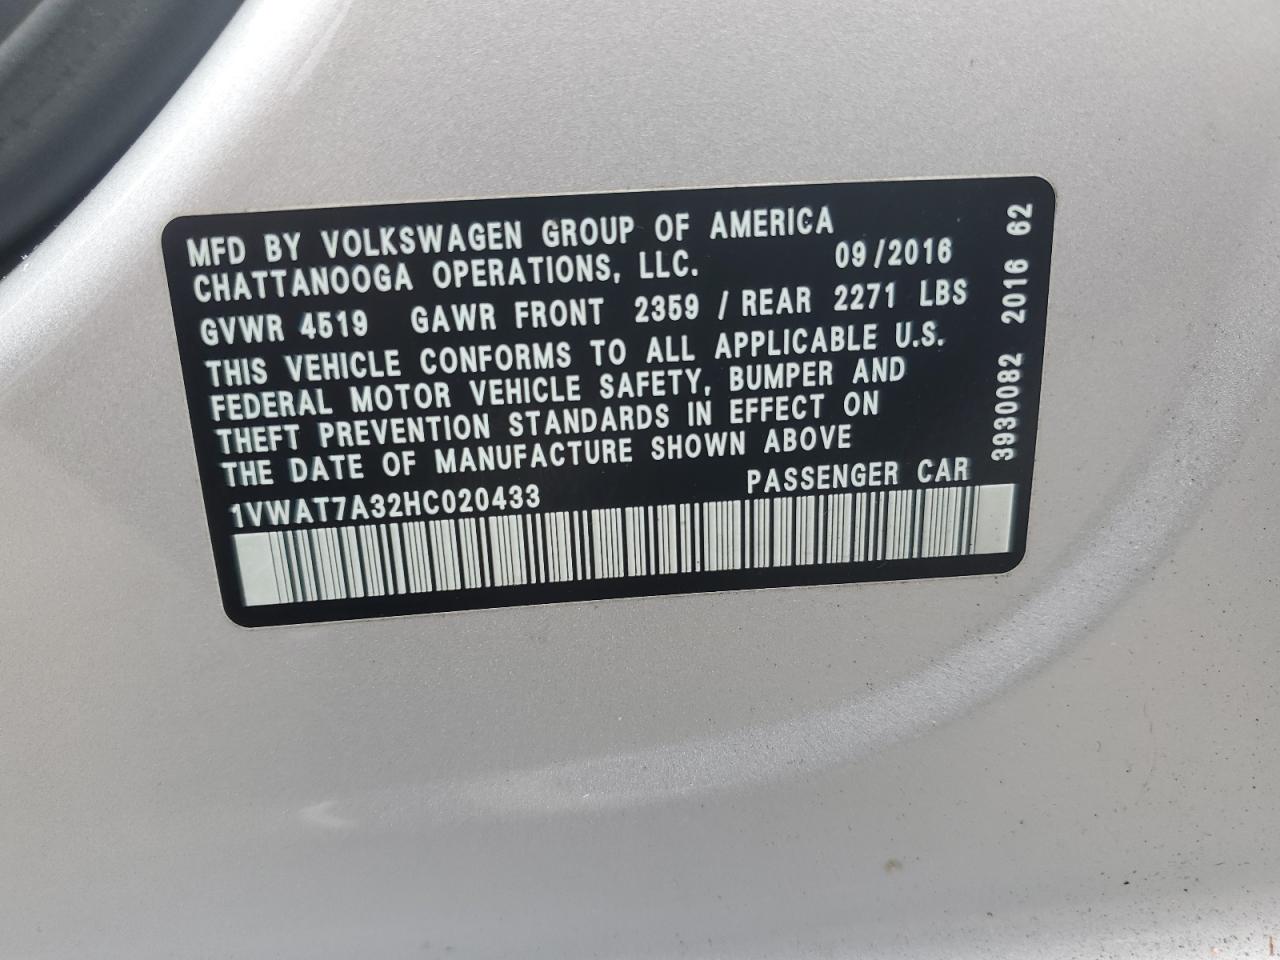 MFD BY VOLKSWAGEN GROUP OF AMERICA
CHATTANOOGA OPERATIONS, LLC. 09/2016
GVWR 4519 GAWR FRONT 2359 / REAR 2271 LBS
THIS VEHICLE CONFORMS TO ALL APPLICABLE U.S.
FEDERAL MOTOR VEHICLE SAFETY, BUMPER AND
THEFT PREVENTION STANDARDS IN EFFECT ON
THE DATE OF MANUFACTURE SHOWN ABOVE
1VWAT7A32HC020433 PASSENGER CAR
3930082 2016 62